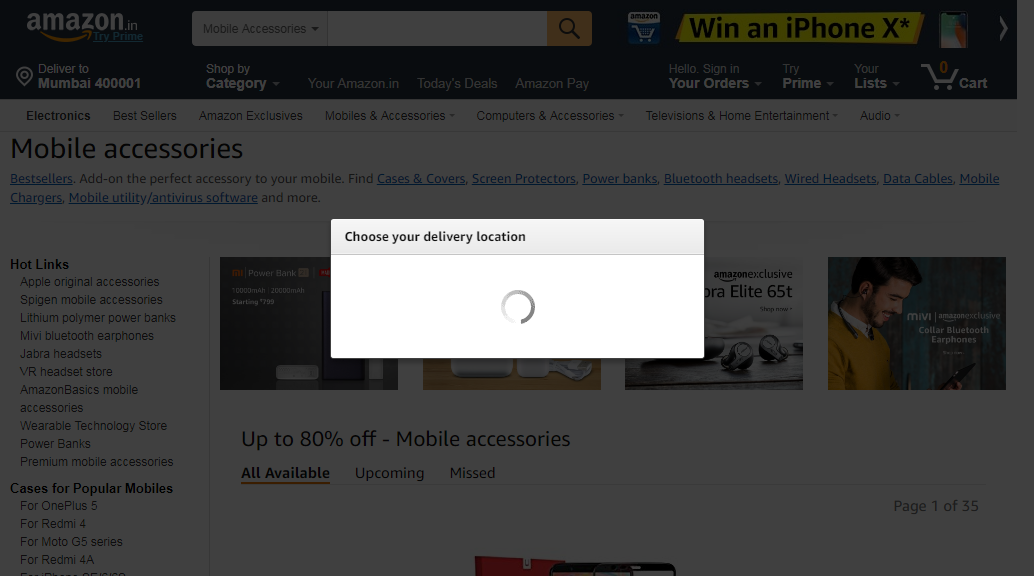 amazon.in
Try Prime
Mobile Accessories
amazon
Win an iPhone X*
Deliver to
Mumbai 400001
Shop by
Category
Your Amazon.in
Today's Deals
Amazon Pay
Hello. Sign in
Your Orders
Try
Prime
Your
Lists
0
Cart
Electronics
Best Sellers
Amazon Exclusives
Mobiles & Accessories
Computers & Accessories
Televisions & Home Entertainment
Audio
Mobile accessories
Bestsellers. Add-on the perfect accessory to your mobile. Find Cases & Covers, Screen Protectors, Power banks, Bluetooth headsets, Wired Headsets, Data Cables, Mobile
Chargers, Mobile utility/antivirus software and more.
Choose your delivery location
Hot Links
Apple original accessories
Spigen mobile accessories
Lithium polymer power banks
Mivi bluetooth earphones
Jabra headsets
VR headset store
AmazonBasics mobile
accessories
Wearable Technology Store
Power Banks
Premium mobile accessories
Cases for Popular Mobiles
For OnePlus 5
For Redmi 4
For Moto G5 series
For Redmi 4A
mi Power Bank 2i
10000mAh . 20000mAh
Starting ₹799
amazonexclusive
bra Elite 65t
Shop now
mivi | amazonexclusive
Collar Bluetooth
Earphones
Up to 80% off - Mobile accessories
All Available
Upcoming
Missed
Page 1 of 35